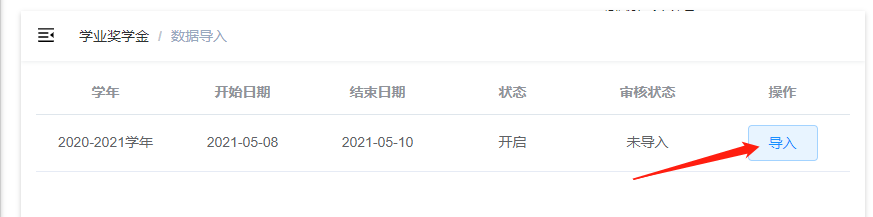 学业奖学金 / 数据导入
学年 开始日期 结束日期 状态 审核状态 操作
2020-2021学年 2021-05-08 2021-05-10 开启 未导入 导入